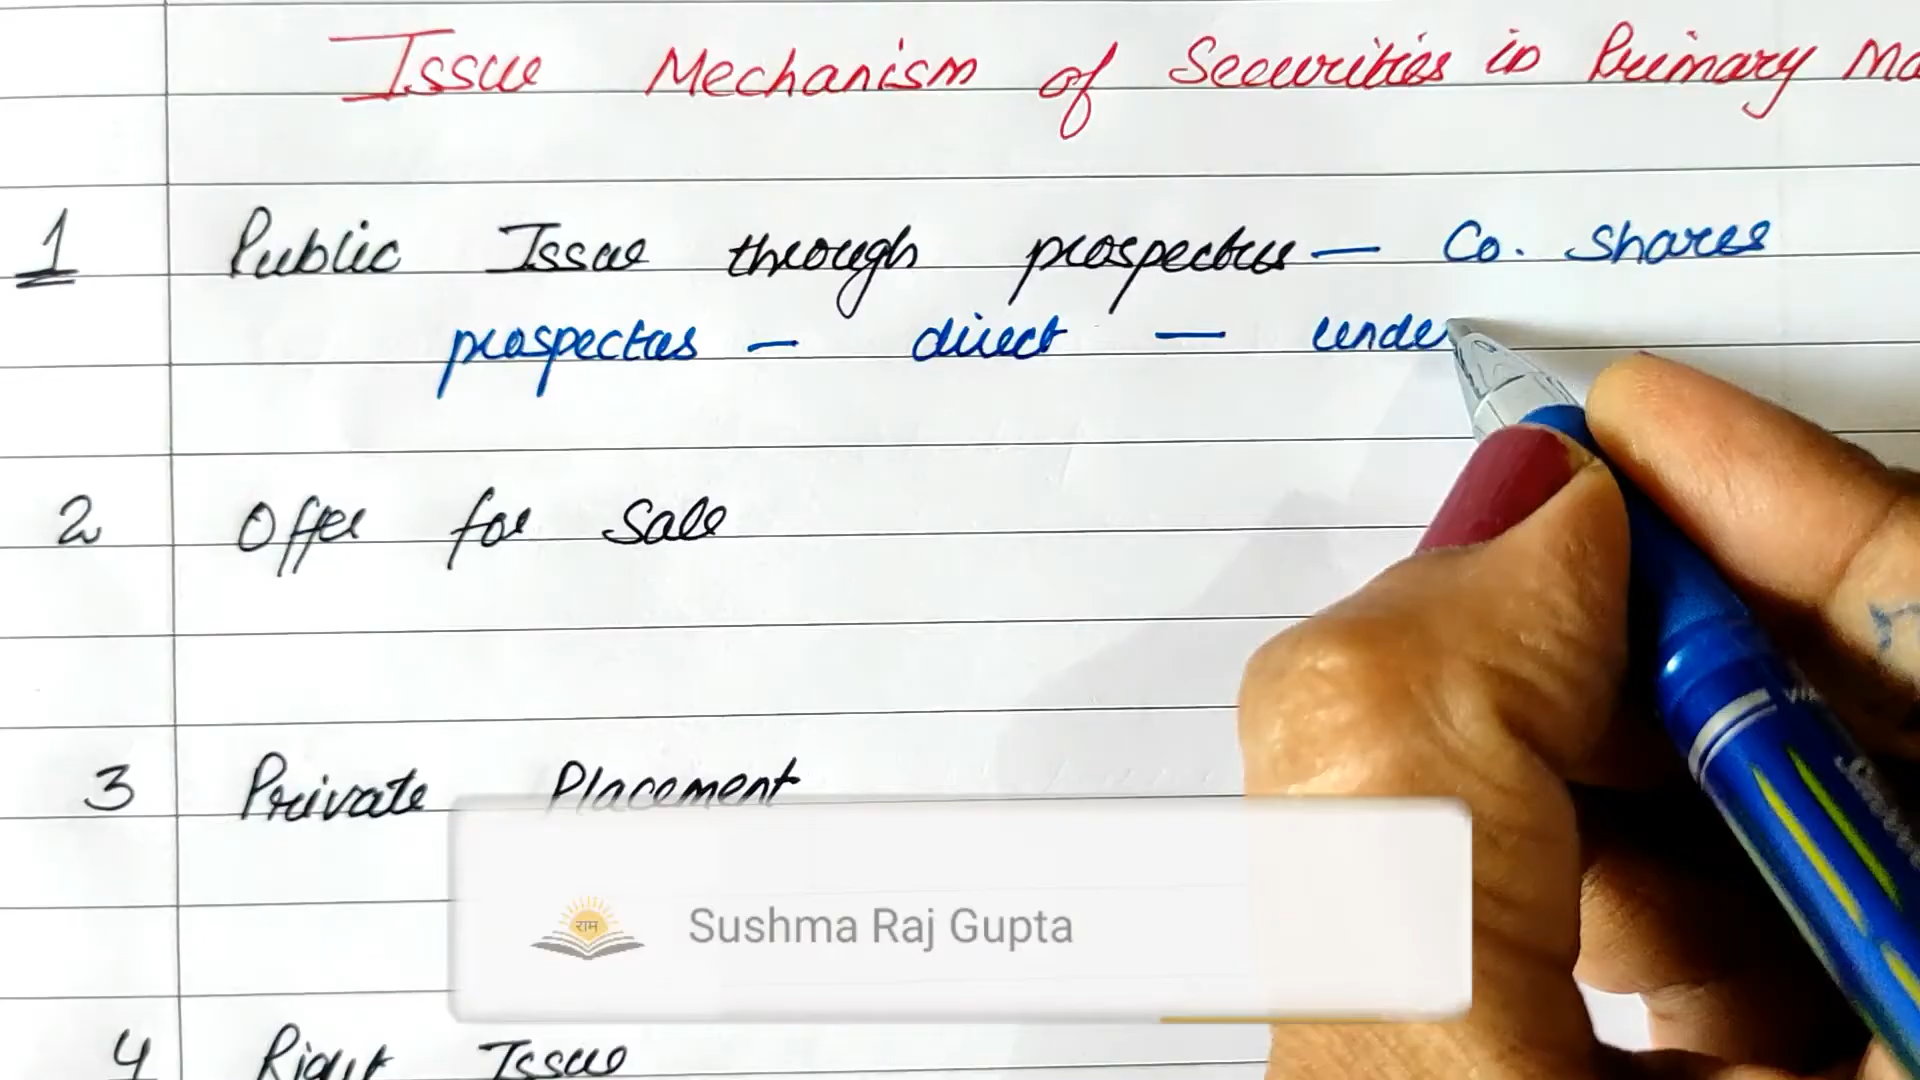 Issue Mechanism of Securities in Primary Ma
1 Public Issue through prospectus — Co. Shares
prospectus — direct — under
2 Offer for Sale
3 Private Placement
राम
Sushma Raj Gupta
4 Right Issue